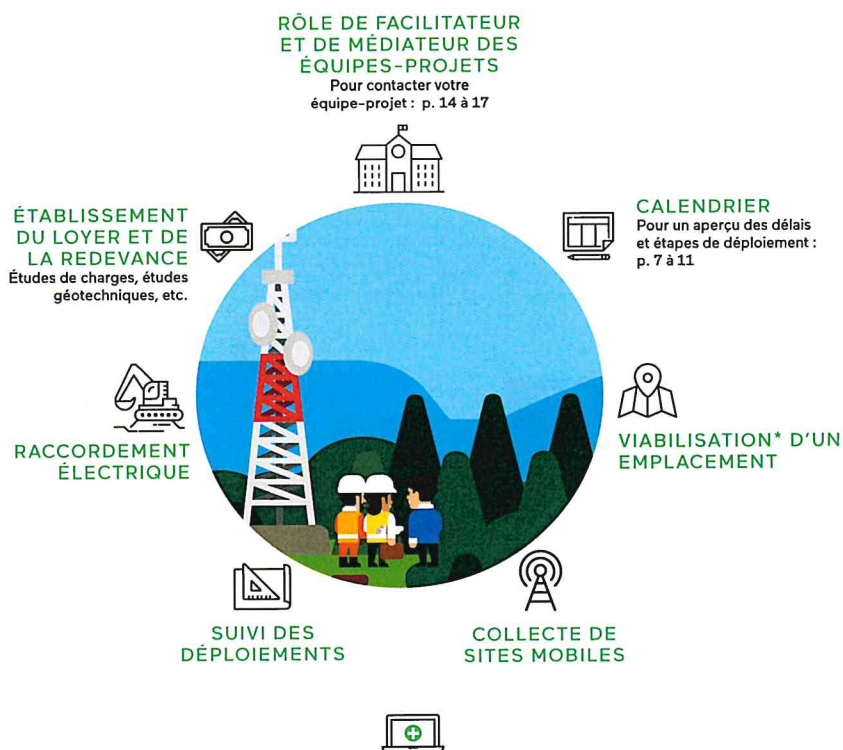 RÔLE DE FACILITATEUR
ET DE MÉDIATEUR DES
ÉQUIPES-PROJETS
Pour contacter votre
équipe-projet : p. 14 à 17
ÉTABLISSEMENT
DU LOYER ET DE
LA REDEVANCE
Études de charges, études
géotechniques, etc.
CALENDRIER
Pour un aperçu des délais
et étapes de déploiement :
p. 7 à 11
RACCORDEMENT
ÉLECTRIQUE
VIABILISATION* D'UN
EMPLACEMENT
SUIVI DES
DÉPLOIEMENTS
COLLECTE DE
SITES MOBILES